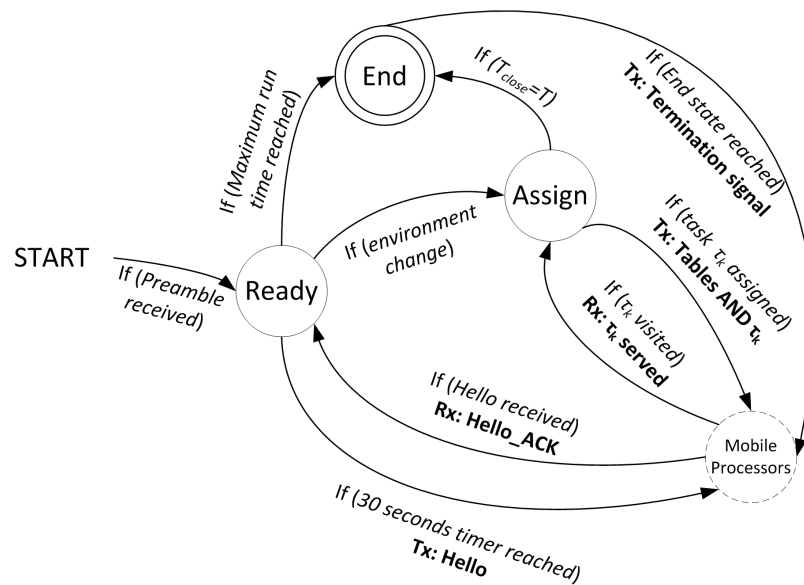 End
If (T_close=T)
If (Maximum run
time reached)
If (End state reached)
Tx: Termination signal
Assign
If (environment
change)
If (task τ_k assigned)
Tx: Tables AND τ_k
START
If (Preamble
received)
Ready
If (τ_k visited)
Rx: τ_k served
If (Hello received)
Rx: Hello_ACK
Mobile
Processors
If (30 seconds timer reached)
Tx: Hello